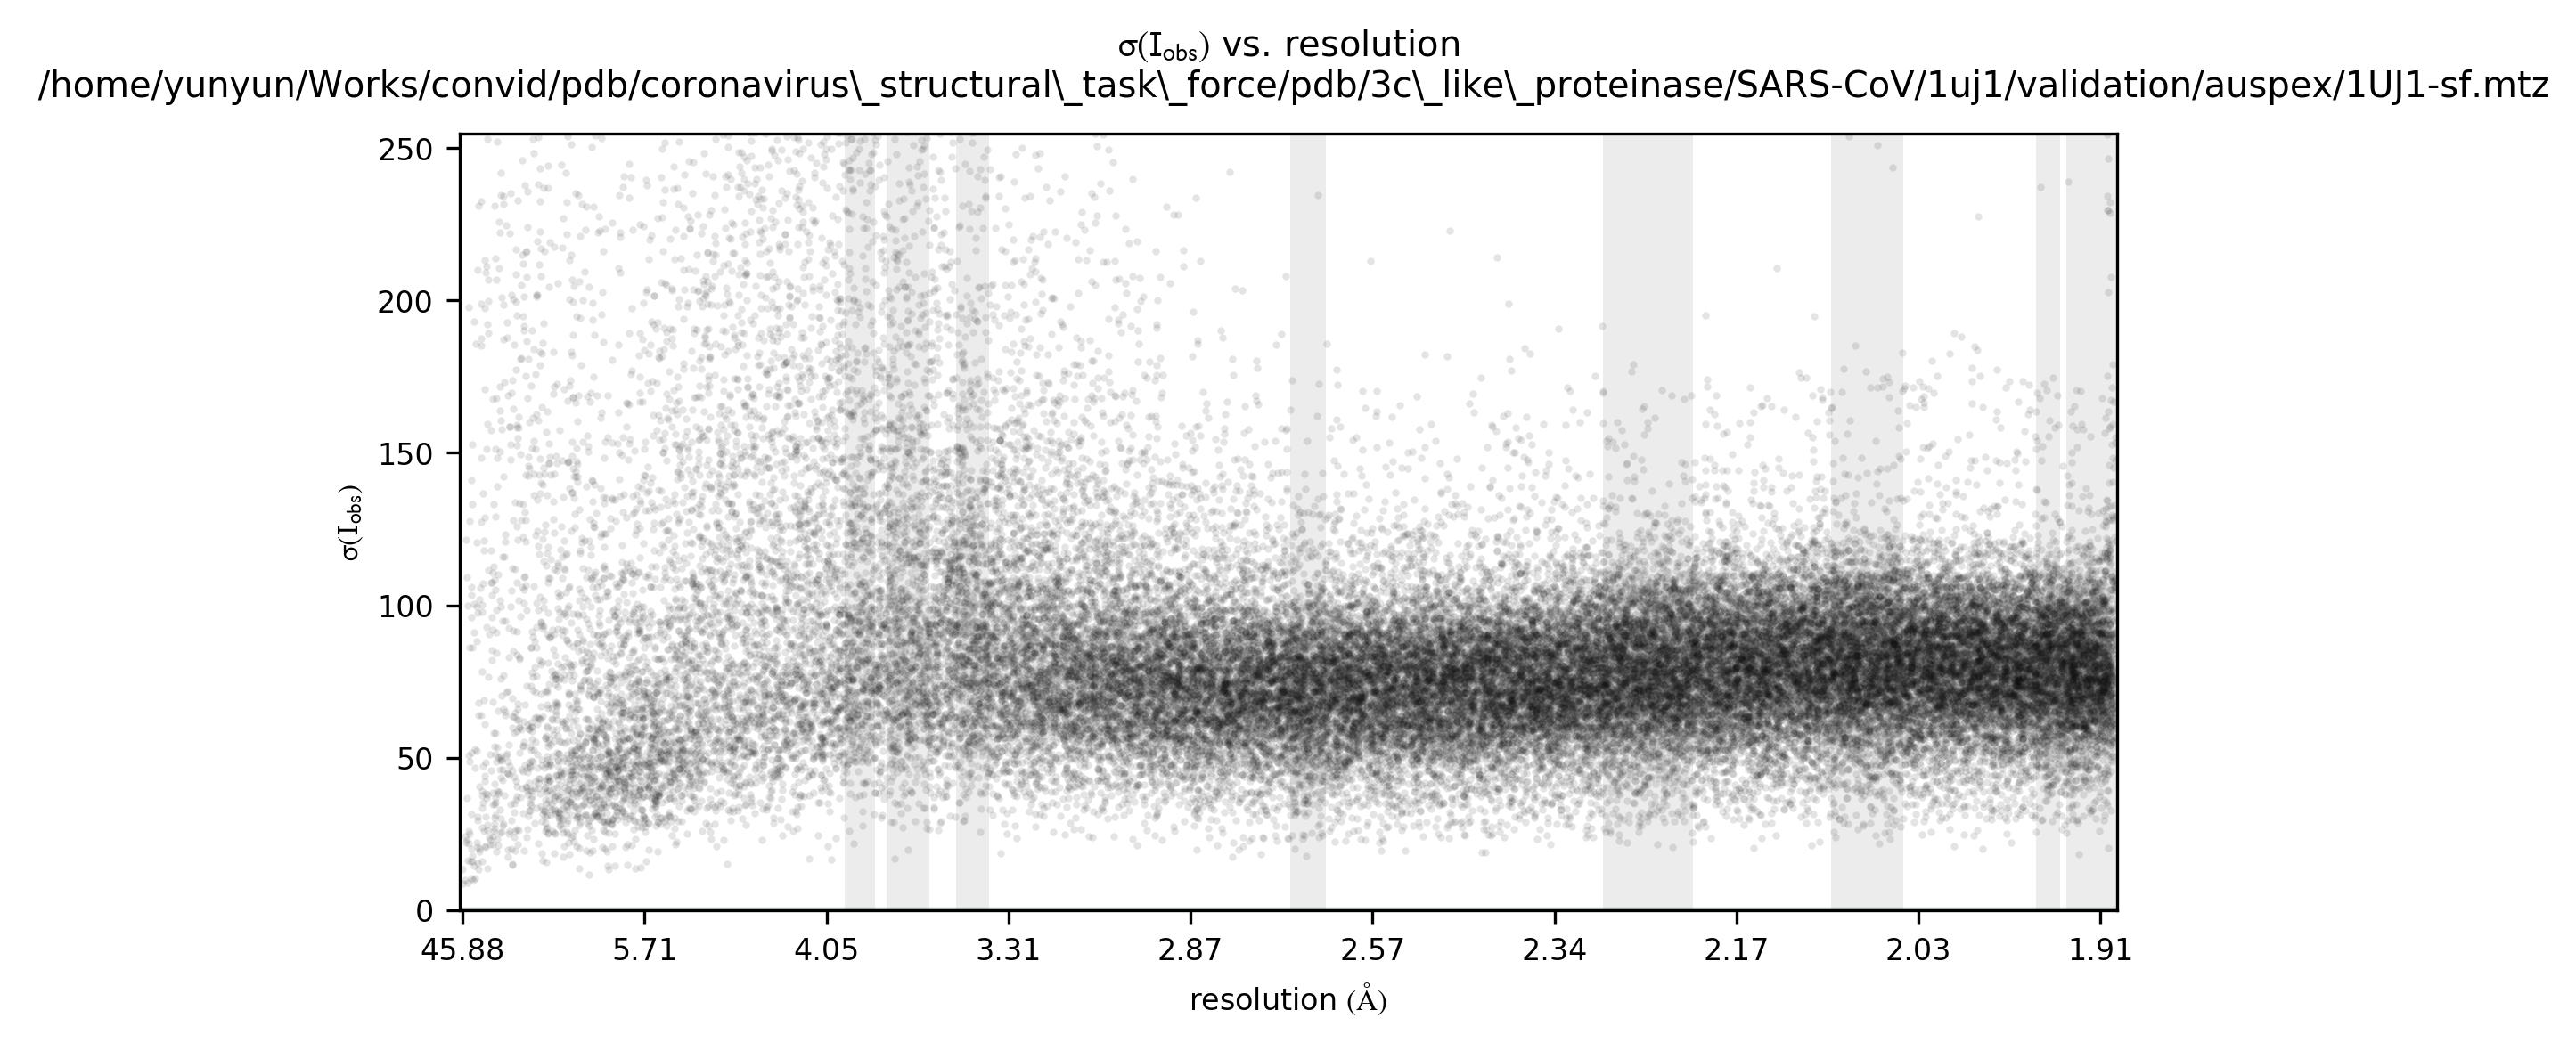 σ(I_obs) vs. resolution
/home/yunyun/Works/convid/pdb/coronavirus\_structural\_task\_force/pdb/3c\_like\_proteinase/SARS-CoV/1uj1/validation/auspex/1UJ1-sf.mtz
250
200
150
100
50
0
σ(I_obs)
45.88 5.71 4.05 3.31 2.87 2.57 2.34 2.17 2.03 1.91
resolution (Å)